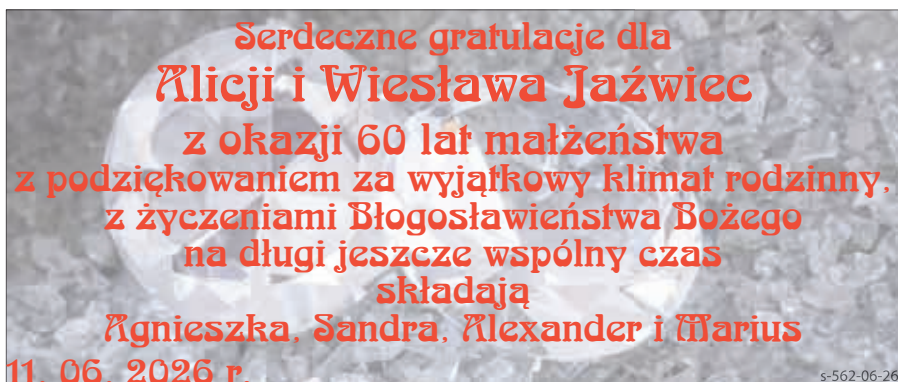 Serdeczne gratulacje dla
Alicji i Wiesława Jaźwiec
z okazji 60 lat małżeństwa
z podziękowaniem za wyjątkowy klimat rodzinny,
z życzeniami Błogosławieństwa Bożego
na długi jeszcze wspólny czas
składają
Agnieszka, Sandra, Alexander i Marius
11. 06. 2026 r.
s-562-06-26